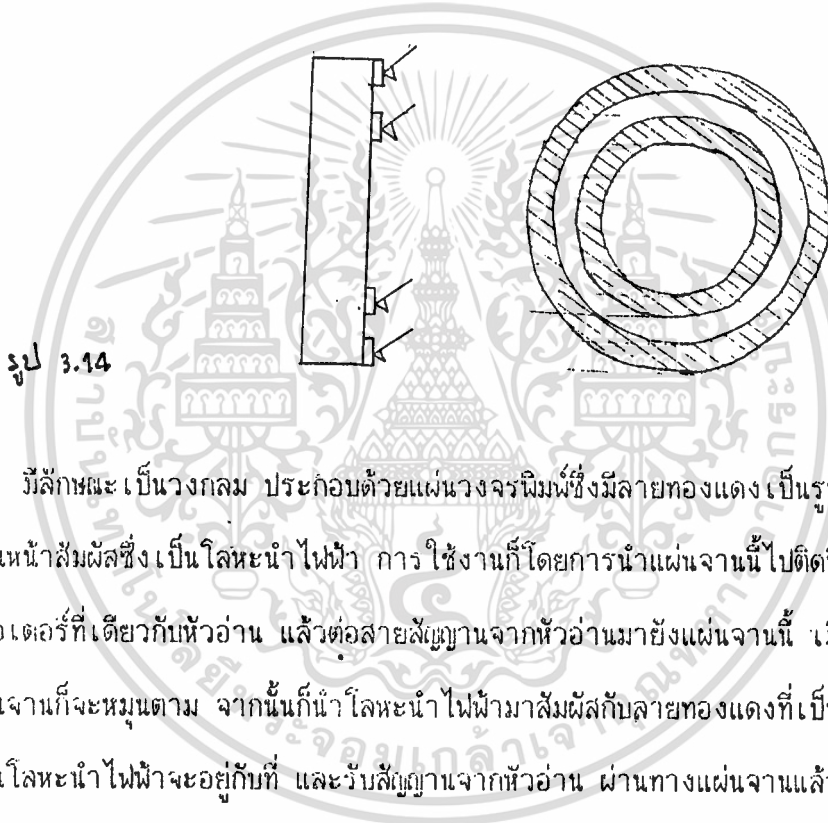 รูป 3.14
มีลักษณะเป็นวงกลม ประกอบด้วยแผ่นวงจรพิมพ์ซึ่งมีลายทองแดงเป็นรู
นหน้าสัมผัสซึ่งเป็นโลหะนำไฟฟ้า การใช้งานก็โดยการนำแผ่นจานนี้ไปติด
อเตอร์ที่เดียวกับหัวอ่าน แล้วต่อสายสัญญานจากหัวอ่านมายังแผ่นจานนี้
นจานก็จะหมุนตาม จากนั้นก็นำโลหะนำไฟฟ้ามาสัมผัสกับลายทองแดงที่เป็
นโลหะนำไฟฟ้าจะอยู่กับที่ และรับสัญญานจากหัวอ่าน ผ่านทางแผ่นจานแล้